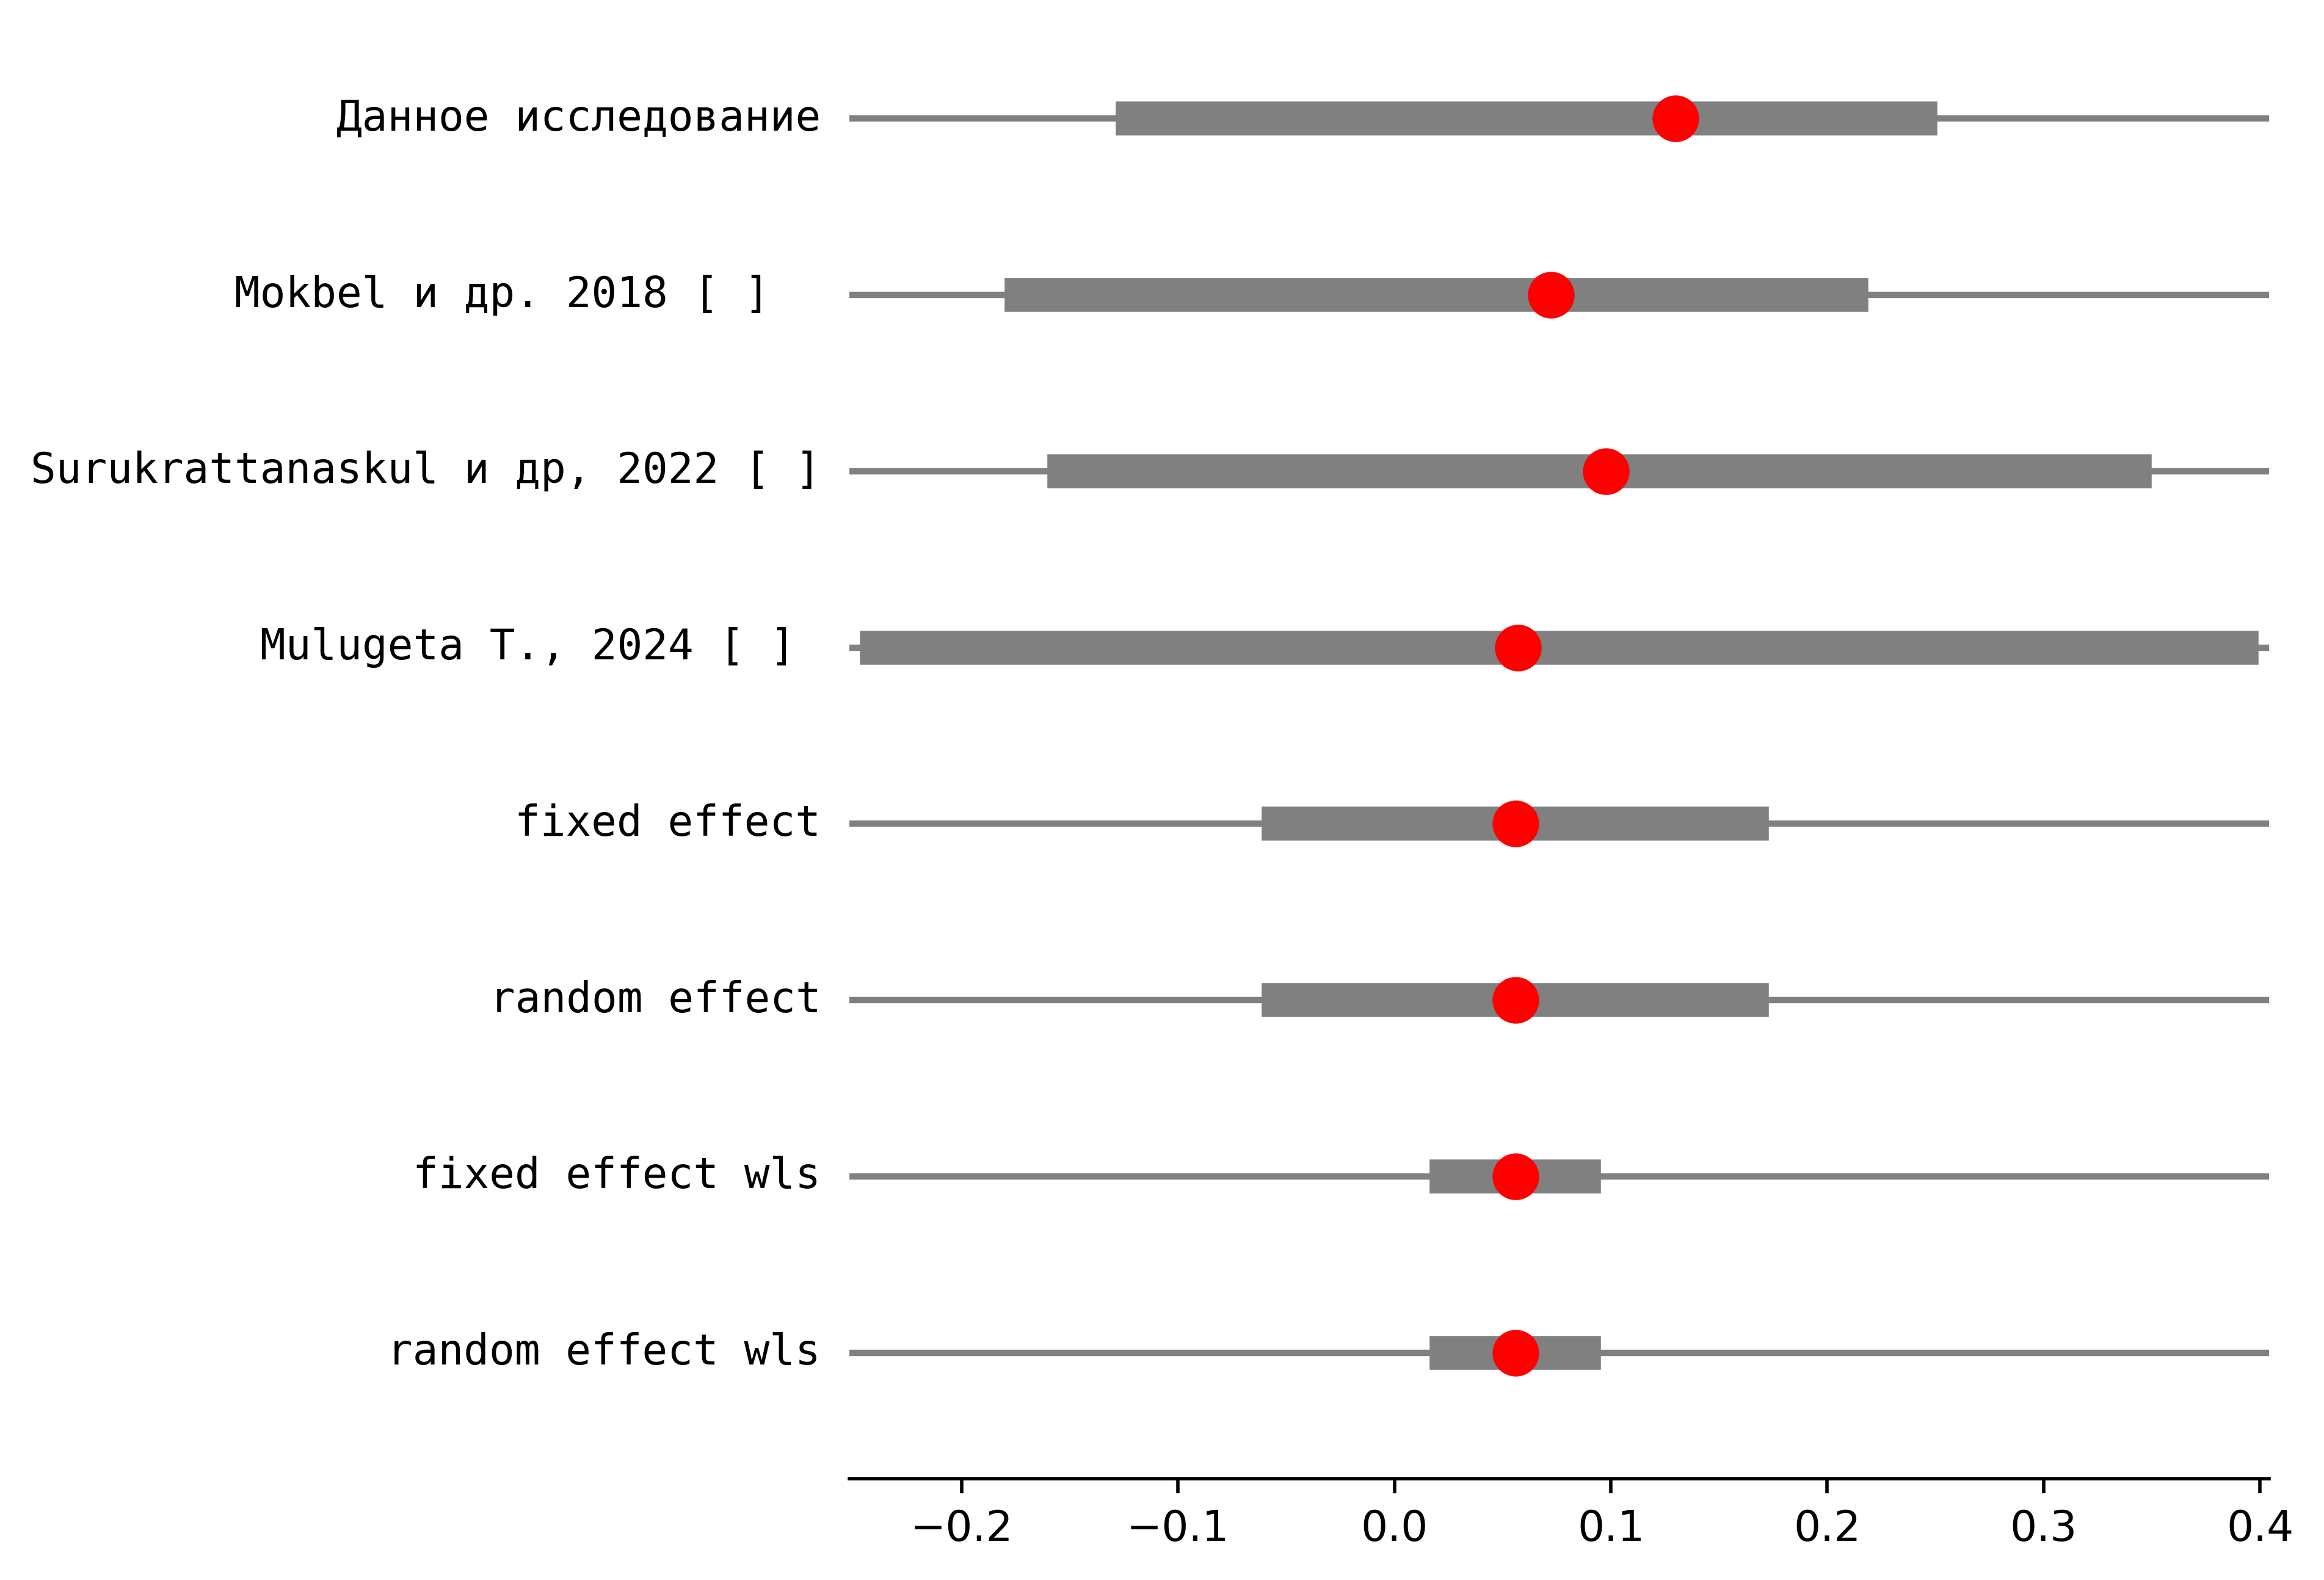 Данное исследование
Mokbel и др. 2018 [ ]
Surukrattanaskul и др, 2022 [ ]
Mulugeta T., 2024 [ ]
fixed effect
random effect
fixed effect wls
random effect wls
−0.2 −0.1 0.0 0.1 0.2 0.3 0.4